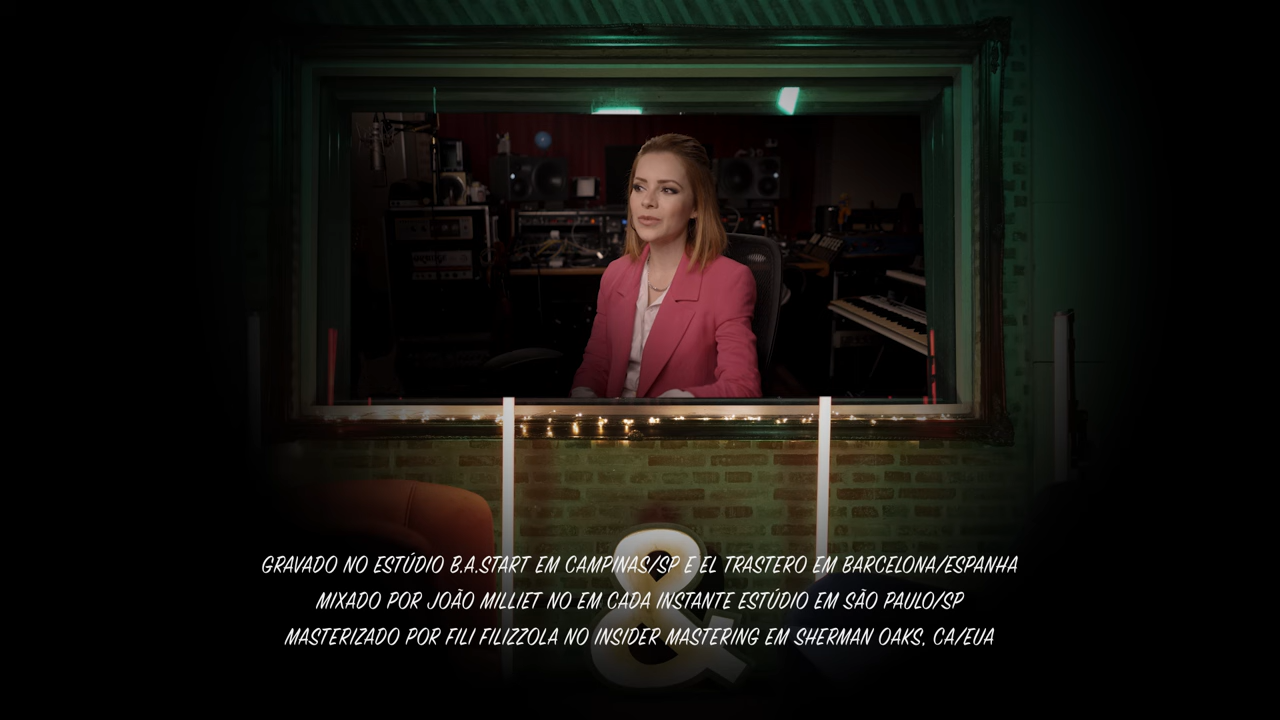 GRAVADO NO ESTÚDIO B.A.START EM CAMPINAS/SP E EL TRASTERO EM BARCELONA/ESPANHA
MIXADO POR JOÃO MILLIET NO EM CADA INSTANTE ESTÚDIO EM SÃO PAULO/SP
MASTERIZADO POR FILI FILIZZOLA NO INSIDER MASTERING EM SHERMAN OAKS, CA/EUA
&